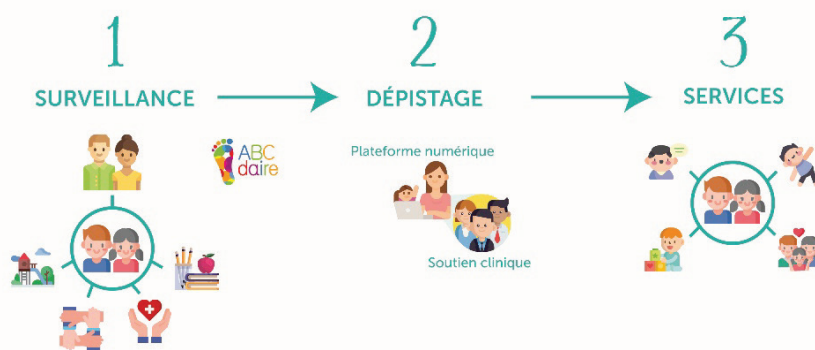 1
2
3
SURVEILLANCE
DÉPISTAGE
SERVICES
ABC
daire
Plateforme numérique
Soutien clinique